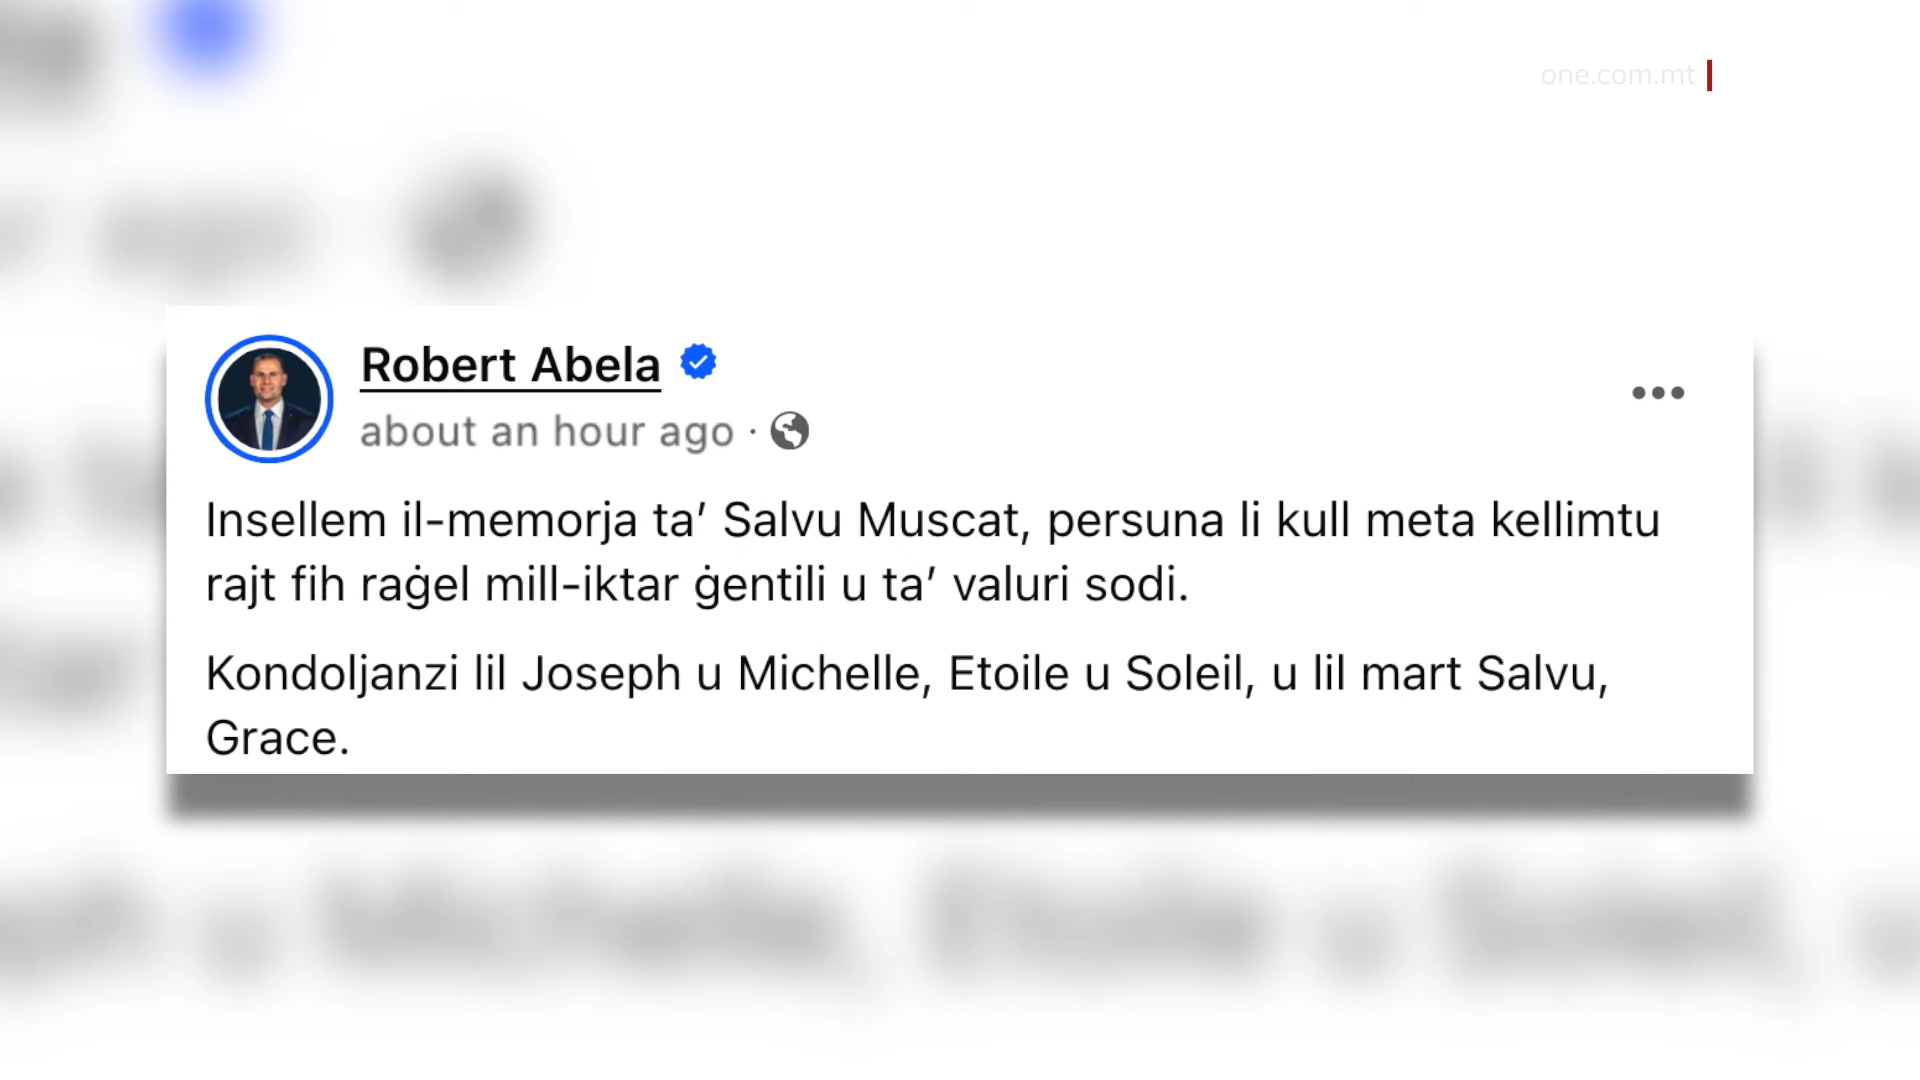 one.com.mt
Robert Abela
about an hour ago ·
Insellem il-memorja ta’ Salvu Muscat, persuna li kull meta kellimtu
rajt fih raġel mill-iktar ġentili u ta’ valuri sodi.
Kondoljanzi lil Joseph u Michelle, Etoile u Soleil, u lil mart Salvu,
Grace.